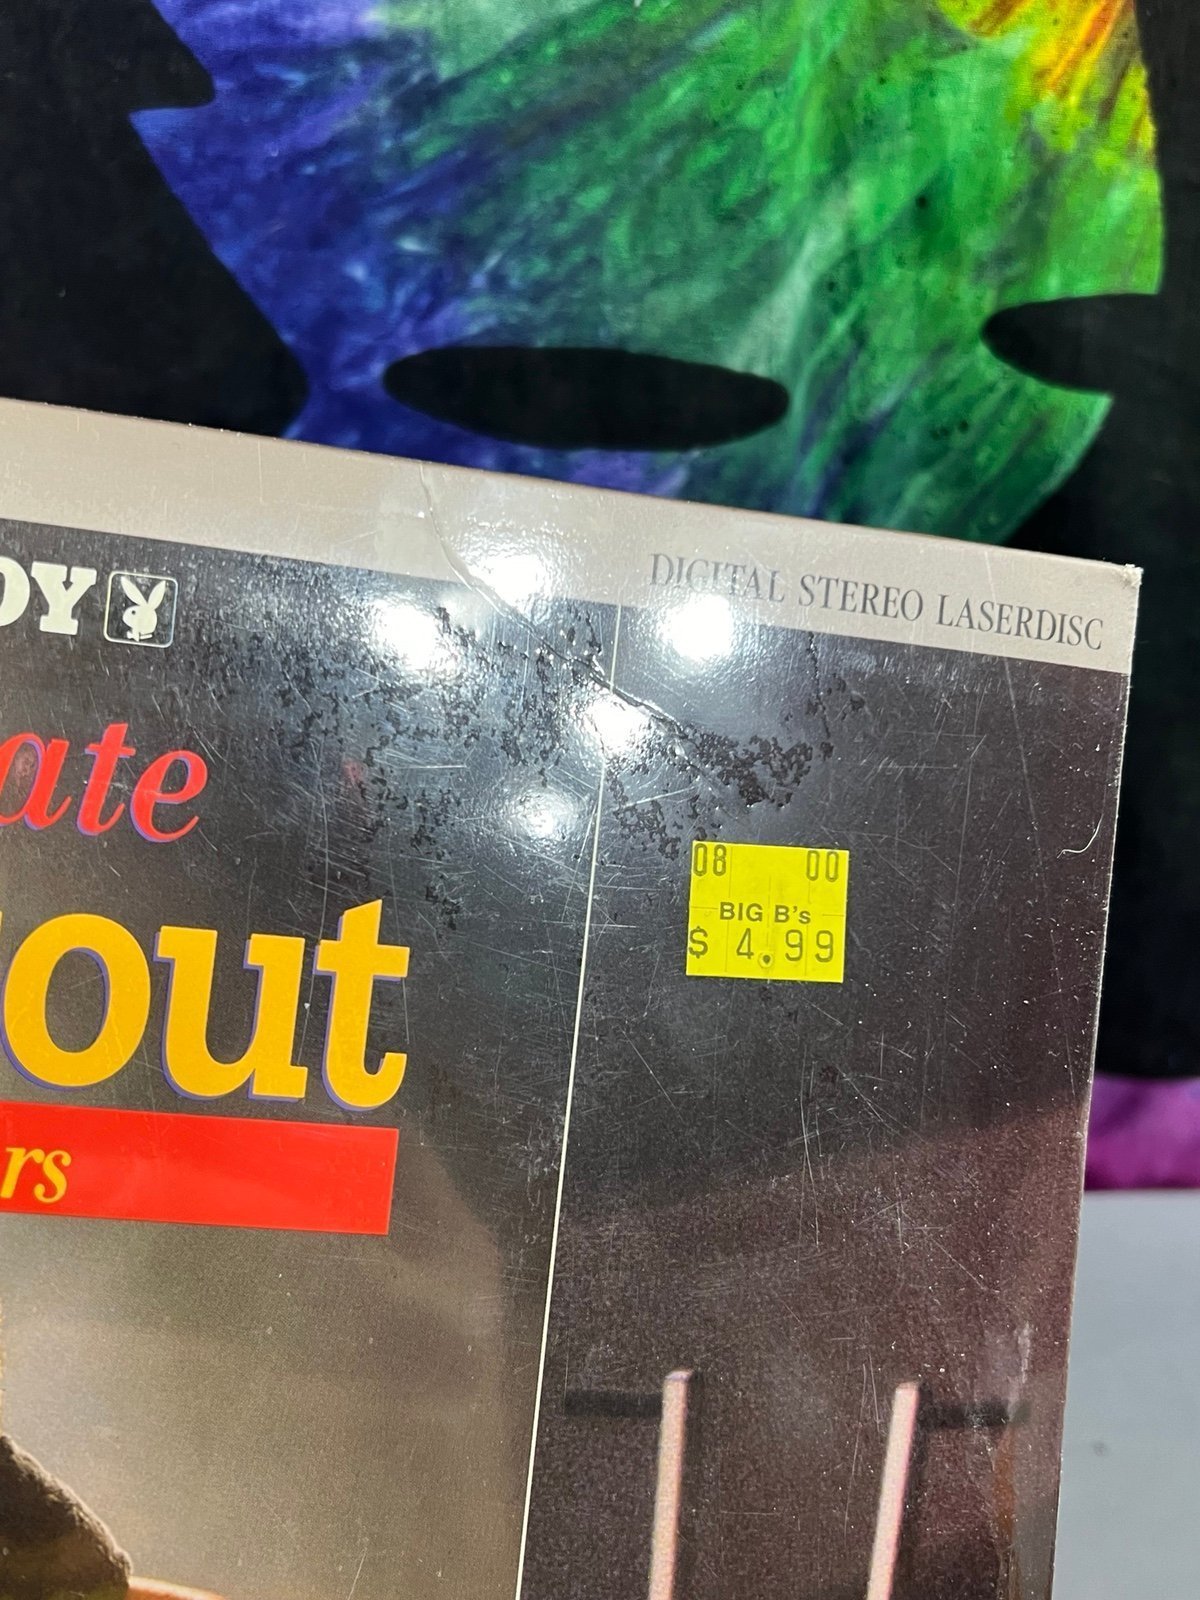 DIGITAL STEREO LASERDISC
OY
ate
out
rs
08 00
BIG B's
$ 4.99